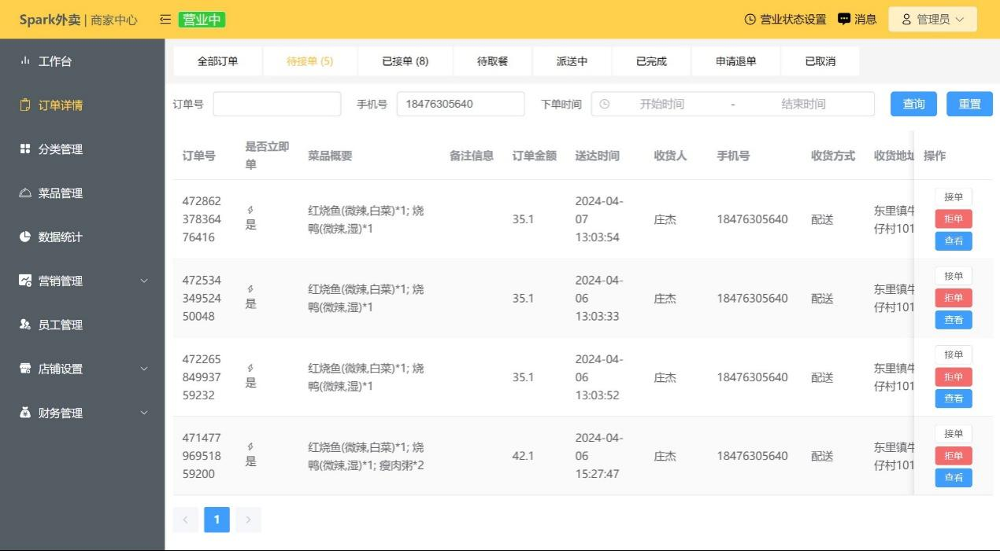 Spark外卖 | 商家中心 营业中 营业状态设置 消息 管理员
工作台
订单详情
分类管理
菜品管理
数据统计
营销管理
员工管理
店铺设置
财务管理
全部订单 待接单 (5) 已接单 (8) 待取餐 派送中 已完成 申请退单 已取消
订单号 手机号 18476305640 下单时间 开始时间 - 结束时间 查询 重置
订单号 是否立即单 菜品概要 备注信息 订单金额 送达时间 收货人 手机号 收货方式 收货地址 操作
472862
378364
76416
是
红烧鱼(微辣,白菜)*1; 烧
鸭(微辣,湿)*1
35.1
2024-04-
07
13:03:54
庄杰
18476305640
配送
东里镇牛
仔村101
接单
拒单
查看
472534
349524
50048
是
红烧鱼(微辣,白菜)*1; 烧
鸭(微辣,湿)*1
35.1
2024-04-
06
13:03:33
庄杰
18476305640
配送
东里镇牛
仔村101
接单
拒单
查看
472265
849937
59232
是
红烧鱼(微辣,白菜)*1; 烧
鸭(微辣,湿)*1
35.1
2024-04-
06
13:03:52
庄杰
18476305640
配送
东里镇牛
仔村101
接单
拒单
查看
471477
969518
59200
是
红烧鱼(微辣,白菜)*1; 烧
鸭(微辣,湿)*1; 瘦肉粥*2
42.1
2024-04-
06
15:27:47
庄杰
18476305640
配送
东里镇牛
仔村101
接单
拒单
查看
1